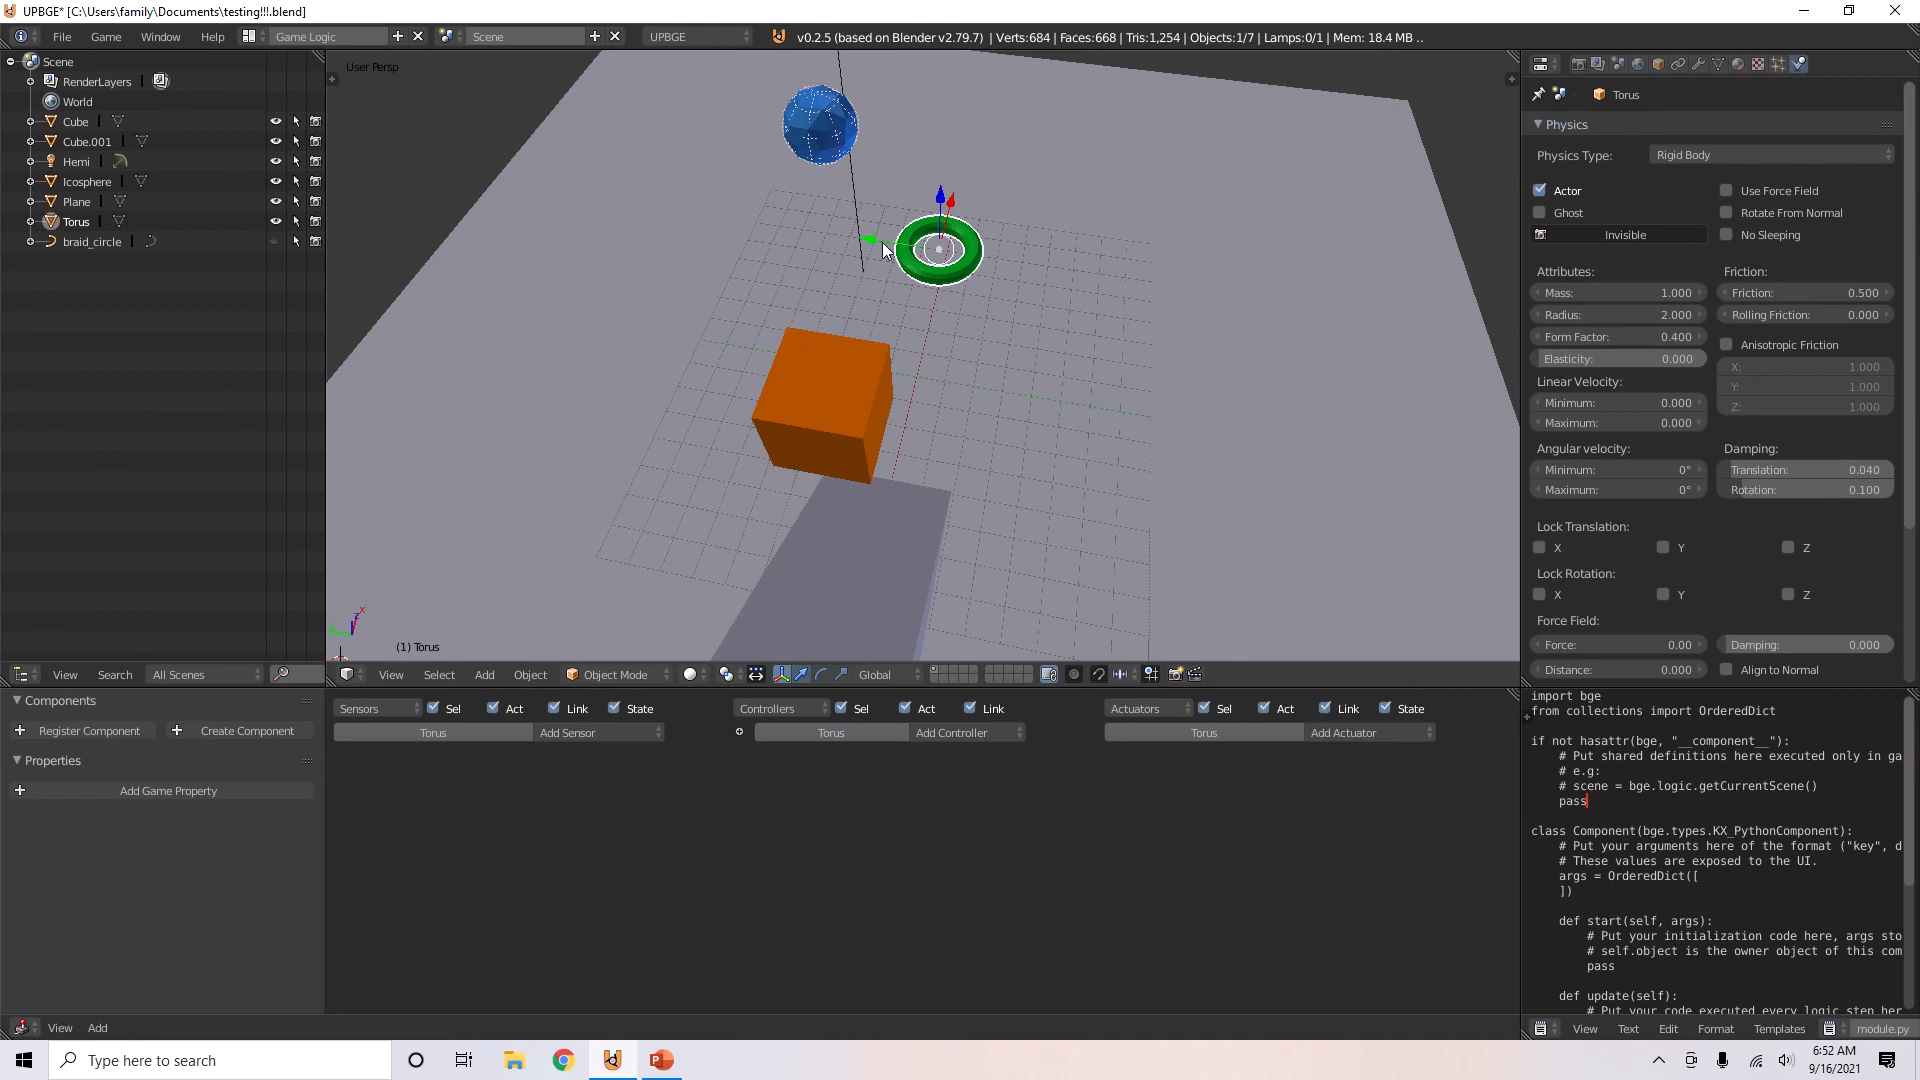 UPBGE* [C:\Users\family\Documents\testing!!!.blend]
File Game Window Help Game Logic Scene UPBGE v0.2.5 (based on Blender v2.79.7) | Verts:684 | Faces:668 | Tris:1,254 | Objects:1/7 | Lamps:0/1 | Mem: 18.4 MB ..
Scene
RenderLayers
World
Cube
Cube.001
Hemi
Icosphere
Plane
Torus
braid_circle
View Search All Scenes
User Persp
(1) Torus
View Select Add Object Object Mode Global
Torus
Physics
Physics Type: Rigid Body
Actor Use Force Field
Ghost Rotate From Normal
Invisible No Sleeping
Attributes: Friction:
Mass: 1.000 Friction: 0.500
Radius: 2.000 Rolling Friction: 0.000
Form Factor: 0.400 Anisotropic Friction
Elasticity: 0.000 X: 1.000
Linear Velocity: Y: 1.000
Minimum: 0.000 Z: 1.000
Maximum: 0.000
Angular velocity: Damping:
Minimum: 0° Translation: 0.040
Maximum: 0° Rotation: 0.100
Lock Translation:
X Y Z
Lock Rotation:
X Y Z
Force Field:
Force: 0.00 Damping: 0.000
Distance: 0.000 Align to Normal
Components
Register Component Create Component
Properties
Add Game Property
View Add
Sensors Sel Act Link State Controllers Sel Act Link Actuators Sel Act Link State
Torus Add Sensor Torus Add Controller Torus Add Actuator
import bge
from collections import OrderedDict
if not hasattr(bge, "__component__"):
# Put shared definitions here executed only in ga
# e.g:
# scene = bge.logic.getCurrentScene()
pass
class Component(bge.types.KX_PythonComponent):
# Put your arguments here of the format ("key", d
# These values are exposed to the UI.
args = OrderedDict([
])
def start(self, args):
# Put your initialization code here, args sto
# self.object is the owner object of this com
pass
def update(self):
# Put your code executed every logic step her
View Text Edit Format Templates module.py
Type here to search
6:52 AM
9/16/2021